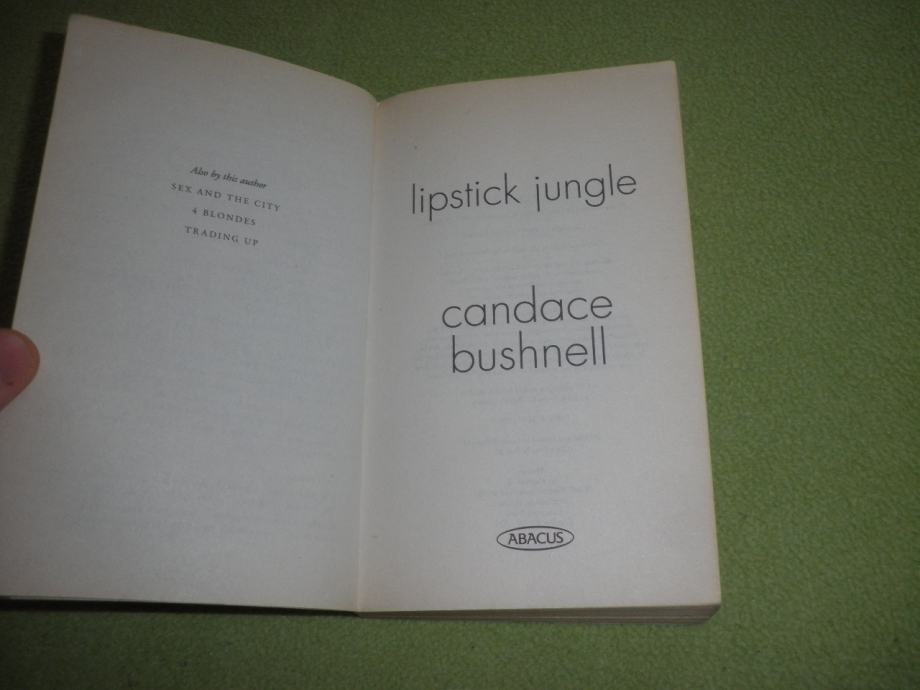 Also by this author
SEX AND THE CITY
4 BLONDES
TRADING UP
lipstick jungle
candace
bushnell
ABACUS